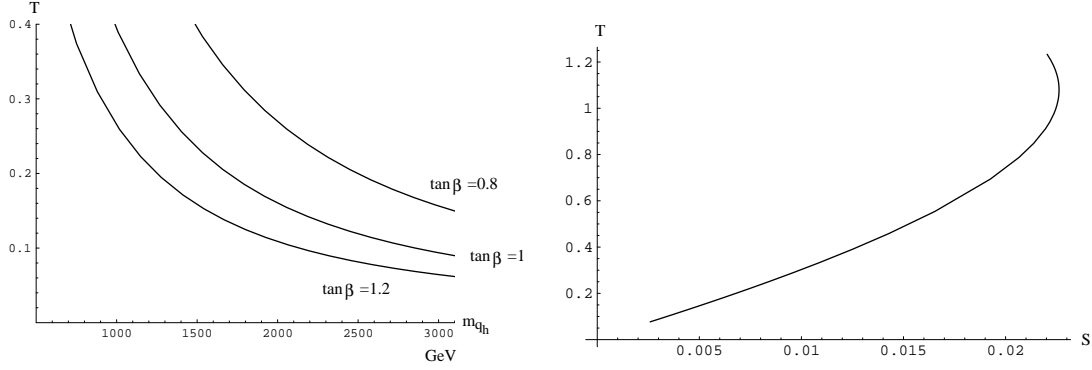 T
0.4
0.3
0.2
0.1
tan β =0.8
tan β =1
tan β =1.2
1000 1500 2000 2500 3000
m_{q_h}
GeV
T
1.2
1
0.8
0.6
0.4
0.2
0.005 0.01 0.015 0.02
S